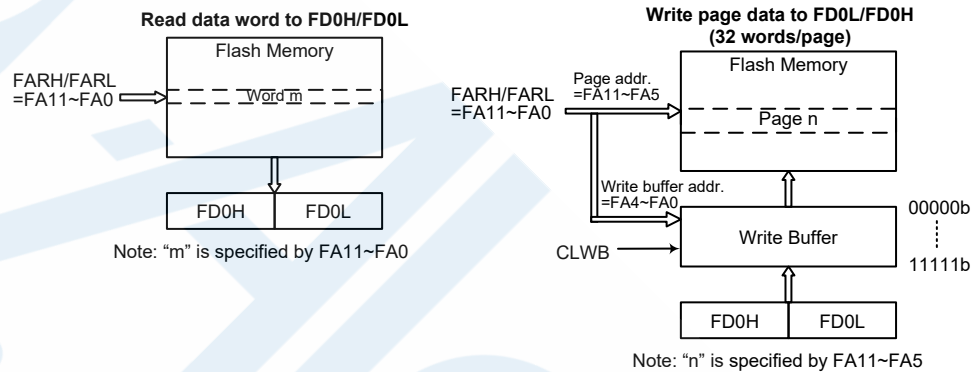 Read data word to FD0H/FD0L
Flash Memory
FARH/FARL
=FA11~FA0
Word m
FD0H
FD0L
Note: “m” is specified by FA11~FA0
Write page data to FD0L/FD0H
(32 words/page)
Flash Memory
Page addr.
=FA11~FA5
FARH/FARL
=FA11~FA0
Page n
Write buffer addr.
=FA4~FA0
CLWB
Write Buffer
00000b
11111b
FD0H
FD0L
Note: “n” is specified by FA11~FA5